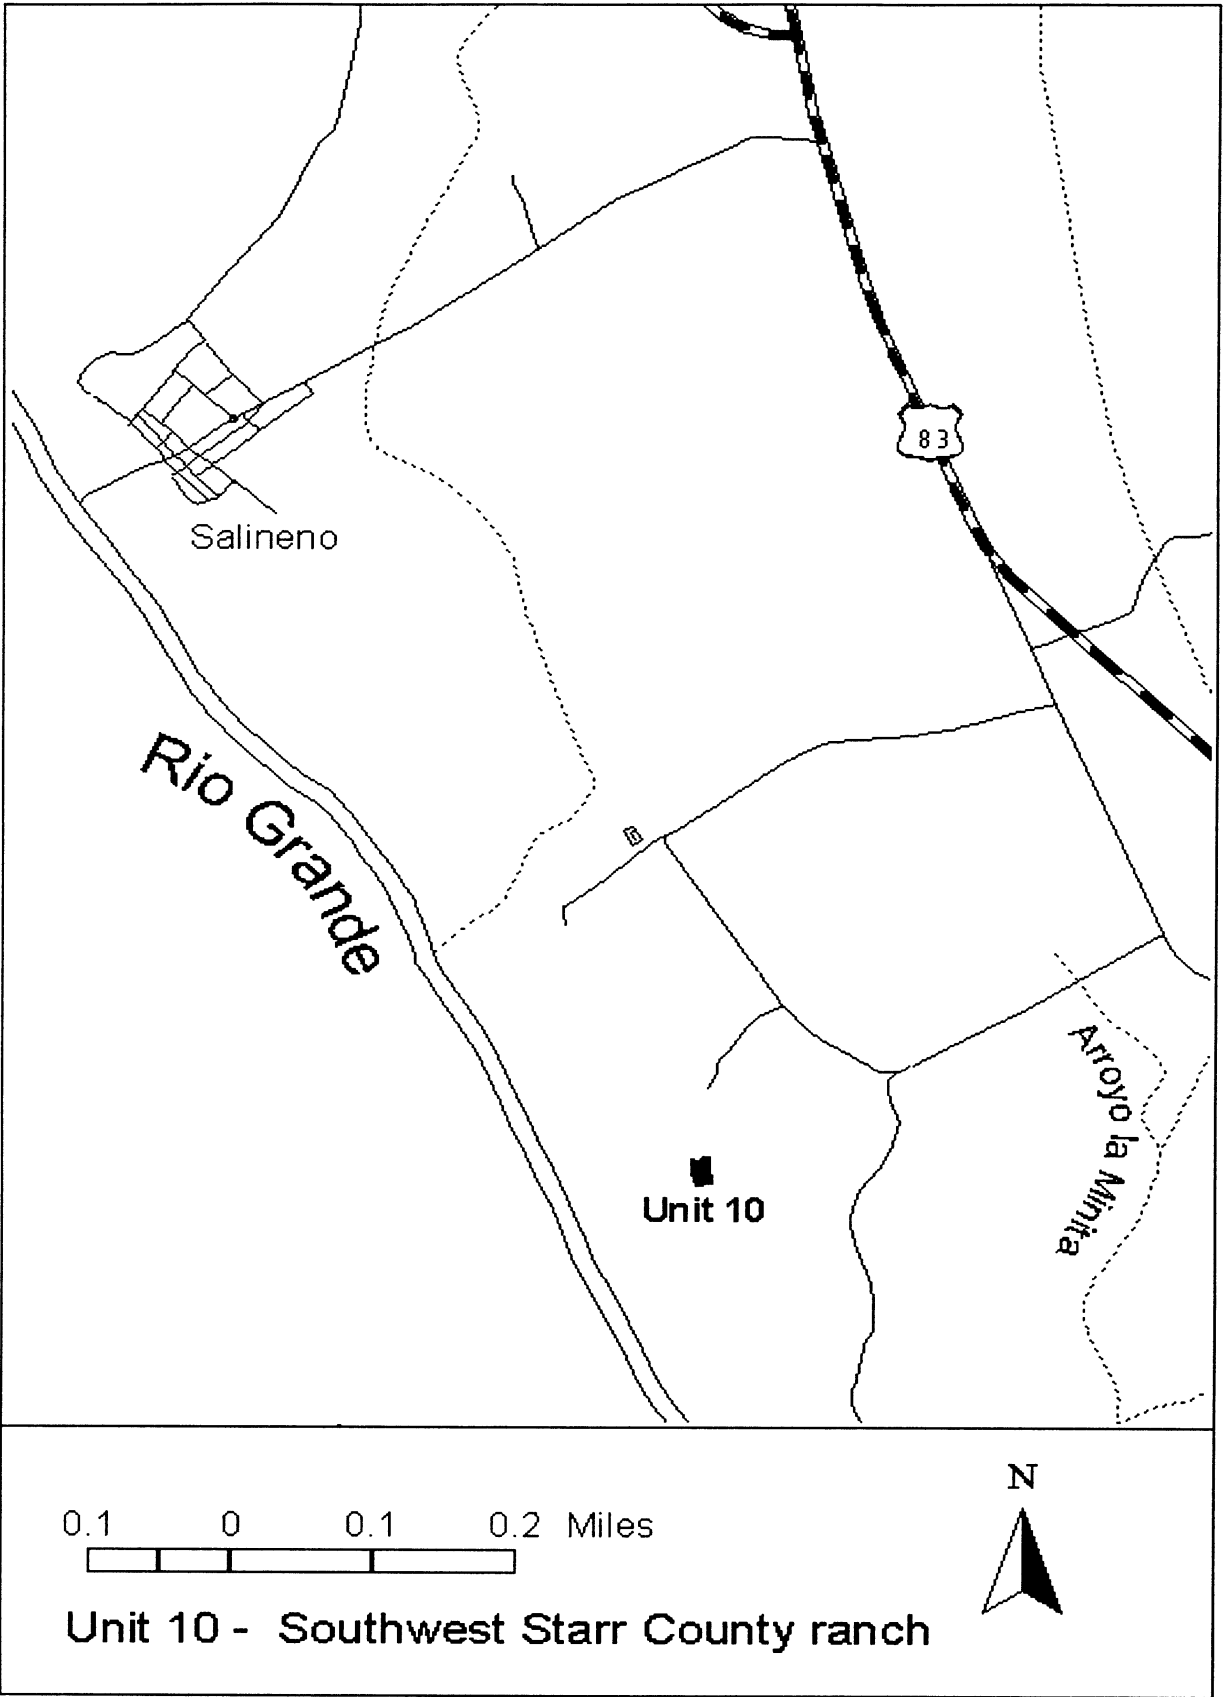 83
Salineno
Rio Grande
Arroyo la Minita
Unit 10
N
0.1 0 0.1 0.2 Miles
Unit 10 - Southwest Starr County ranch